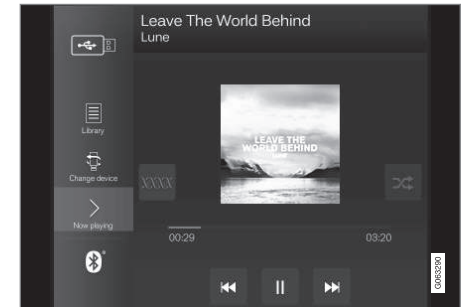 Leave The World Behind
Lune
Library
Change device
Now playing
LEAVE THE
WORLD BEHIND
XXXX
00:29
03:20
G063290